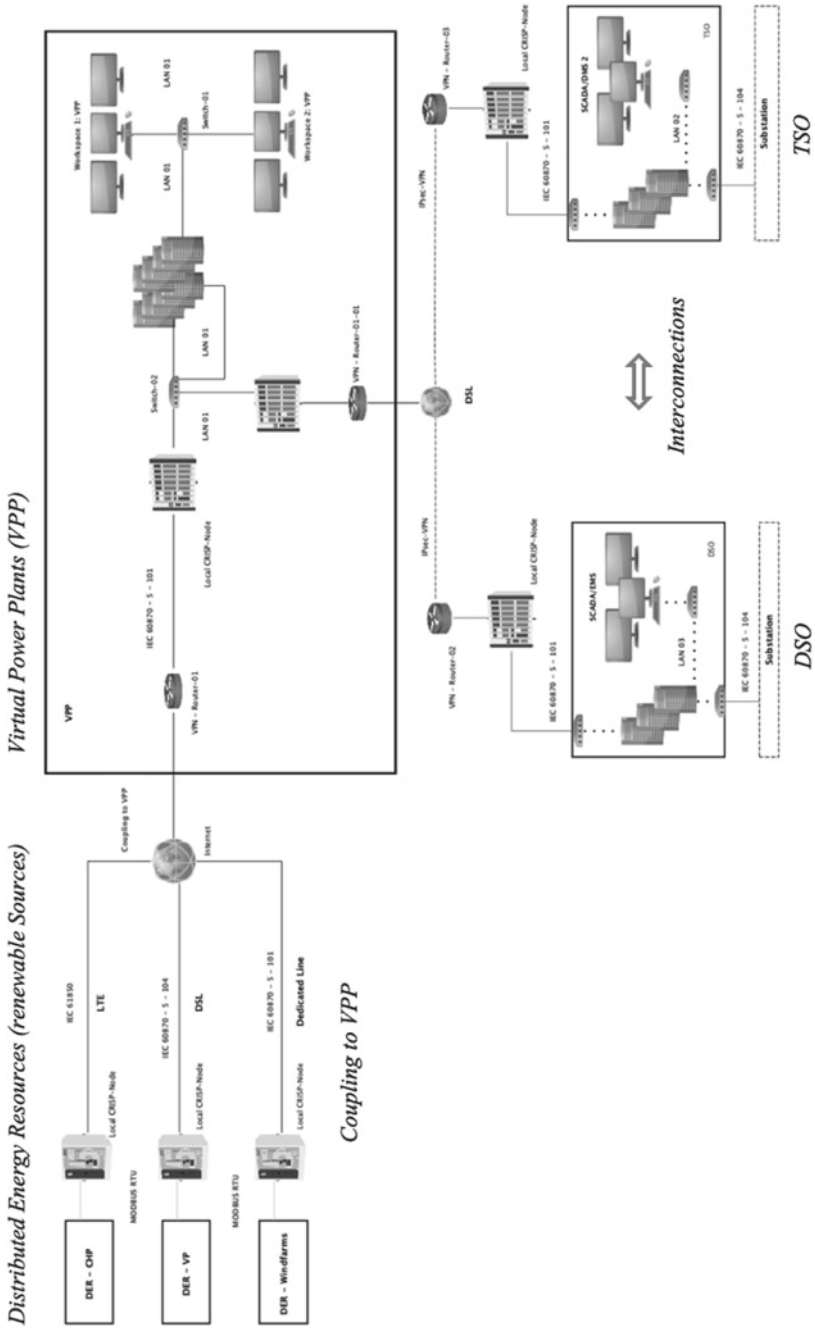 Distributed Energy Resources (renewable Sources)
Virtual Power Plants (VPP)
DER - CHP
MODBUS RTU
Local CRISP-Node
IEC 61850
LTE
DER - VP
MODBUS RTU
Local CRISP-Node
IEC 60870 - 5 - 104
DSL
DER - Windfarms
Local CRISP-Node
IEC 60870 - 5 - 101
Dedicated Line
Coupling to VPP
Internet
Coupling to VPP
VPP
VPN - Router-01
IEC 60870 - 5 - 101
Local CRISP-Node
LAN 01
Switch-02
LAN 01
LAN 01
Switch-01
Workspace 1: VPP
LAN 01
Workspace 2: VPP
VPN - Router-01-01
DSL
IPsec-VPN
IPsec-VPN
VPN - Router-02
Local CRISP-Node
IEC 60870 - 5 - 101
SCADA/EMS
LAN 03
DSO
IEC 60870 - 5 - 104
Substation
DSO
Interconnections
VPN - Router-03
Local CRISP-Node
IEC 60870 - 5 - 101
SCADA/DMS 2
LAN 02
TSO
IEC 60870 - 5 - 104
Substation
TSO